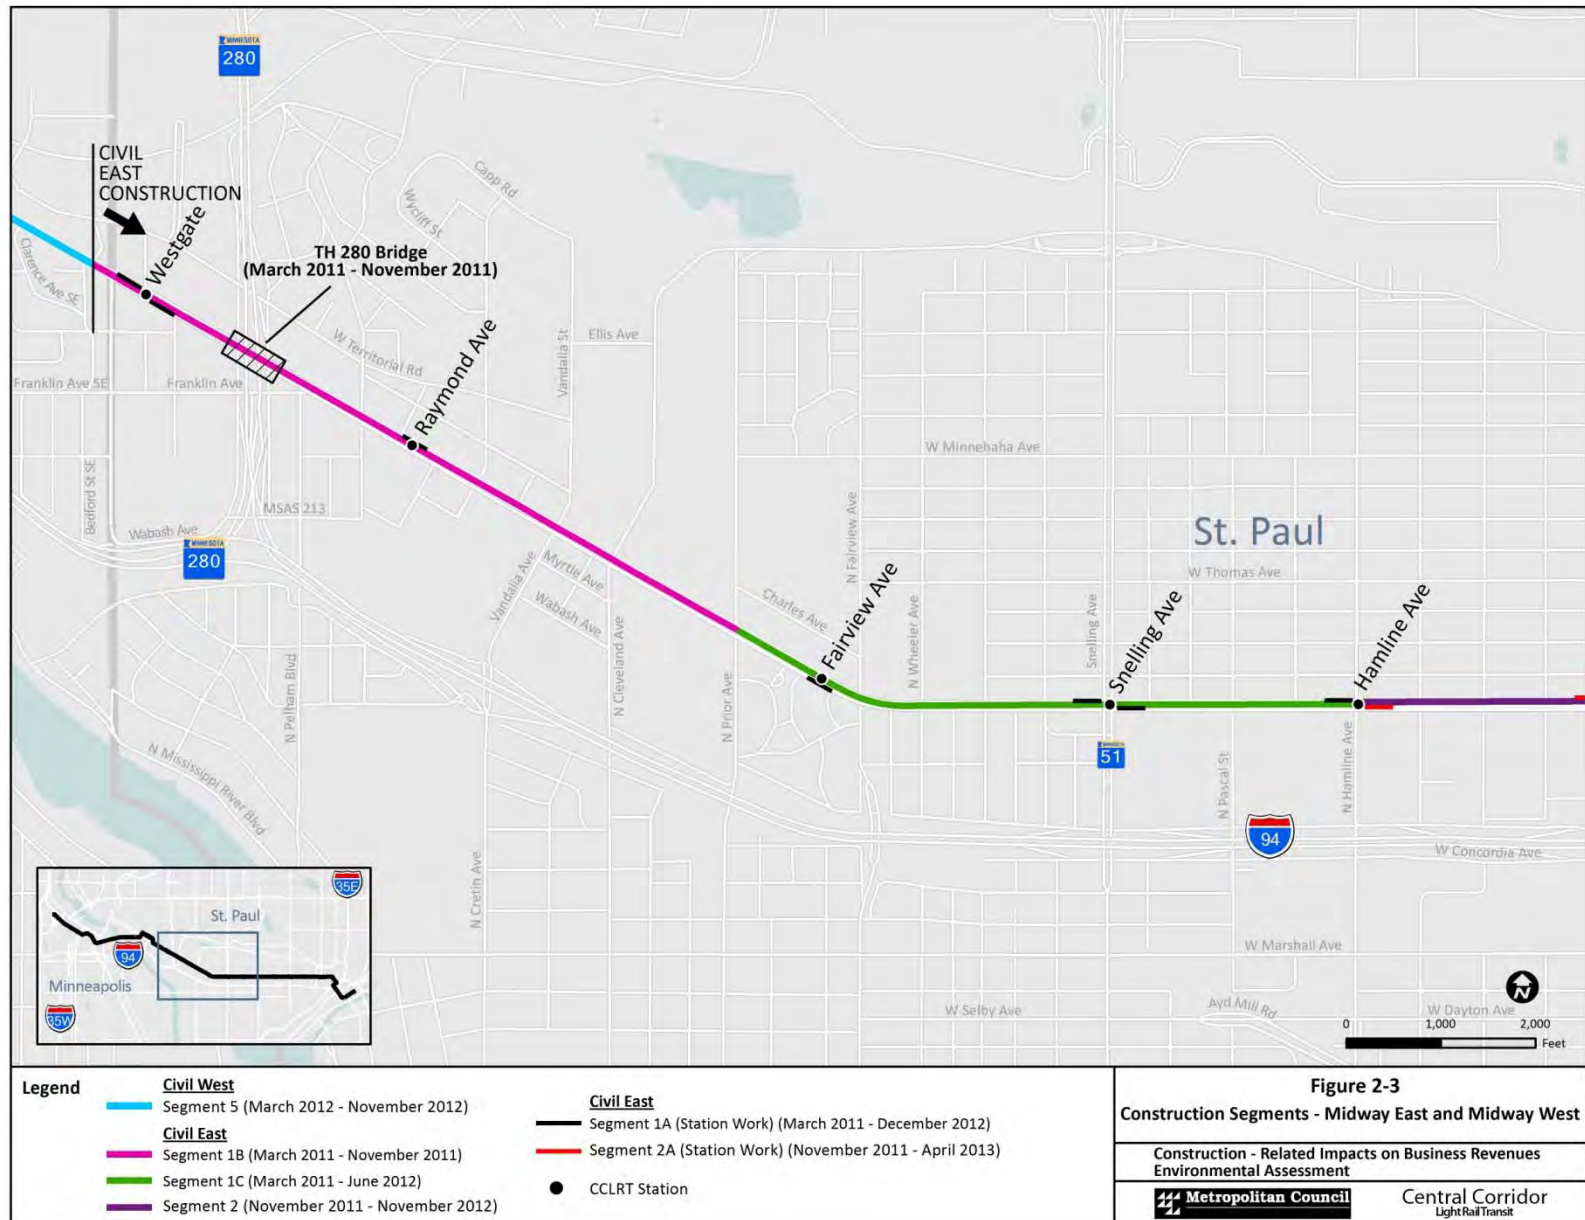 MINNESOTA
280
CIVIL
EAST
CONSTRUCTION
Westgate
TH 280 Bridge
(March 2011 - November 2011)
Capp Rd
Wycliff St
Clarence Ave SE
W Territorial Rd
Raymond Ave
Vandalia St
Ellis Ave
Franklin Ave SE
Franklin Ave
Bedford St SE
MSAS 213
Wabash Ave
MINNESOTA
280
W Minnehaha Ave
N Fairview Ave
St. Paul
W Thomas Ave
Vandalia Ave
Myrtle Ave
Wabash Ave
Charles Ave
Fairview Ave
N Wheeler Ave
Snelling Ave
Snelling Ave
Hamline Ave
N Pelham Blvd
N Cleveland Ave
N Prior Ave
MINNESOTA
51
N Pascal St
N Hamline Ave
N Mississippi River Blvd
94
W Concordia Ave
N Cretin Ave
W Marshall Ave
W Selby Ave
Ayd Mill Rd
W Dayton Ave
N
0 1,000 2,000
Feet
35E
St. Paul
94
Minneapolis
35W
Legend
Civil West
Segment 5 (March 2012 - November 2012)
Civil East
Segment 1B (March 2011 - November 2011)
Segment 1C (March 2011 - June 2012)
Segment 2 (November 2011 - November 2012)
Civil East
Segment 1A (Station Work) (March 2011 - December 2012)
Segment 2A (Station Work) (November 2011 - April 2013)
CCLRT Station
Figure 2-3
Construction Segments - Midway East and Midway West
Construction - Related Impacts on Business Revenues
Environmental Assessment
Metropolitan Council
Central Corridor
Light Rail Transit